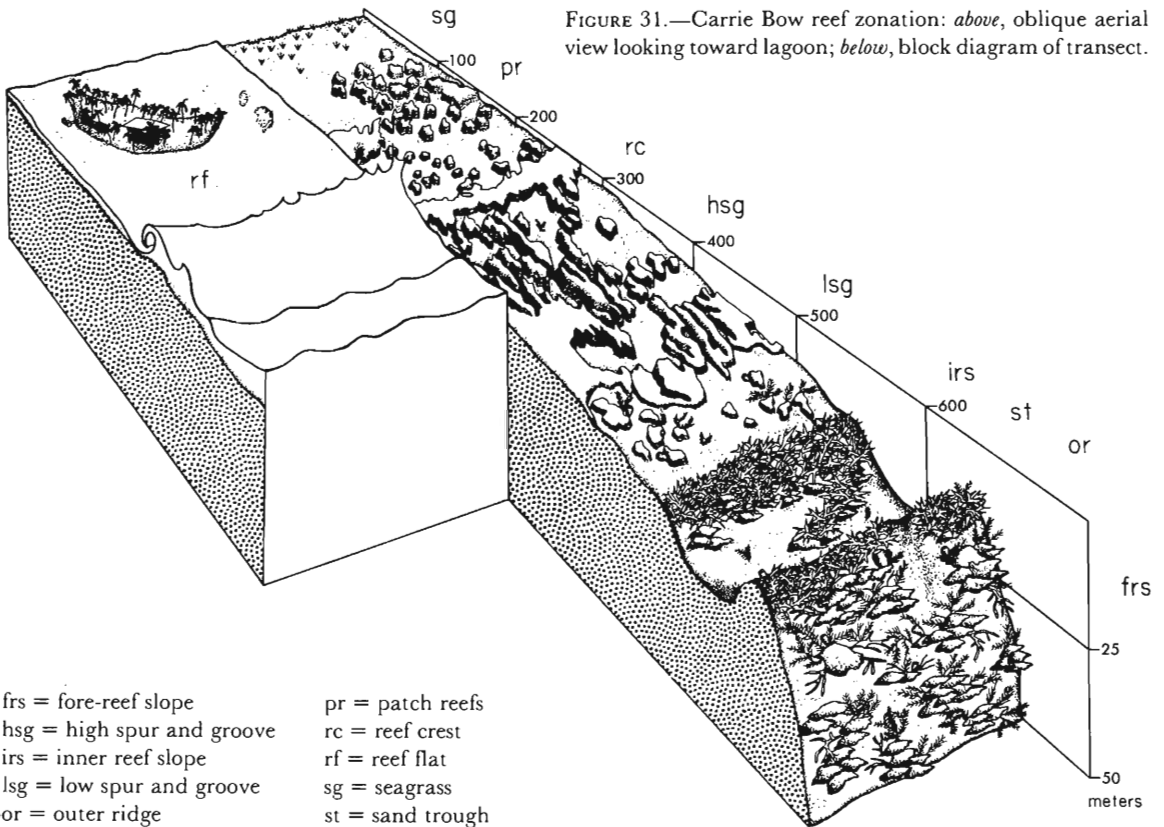 FIGURE 31.—Carrie Bow reef zonation: above, oblique aerial
view looking toward lagoon; below, block diagram of transect.
sg
100
pr
200
rc
300
hsg
400
lsg
500
irs
600
st
or
rf
frs
25
50
meters
frs = fore-reef slope
hsg = high spur and groove
irs = inner reef slope
lsg = low spur and groove
or = outer ridge
pr = patch reefs
rc = reef crest
rf = reef flat
sg = seagrass
st = sand trough